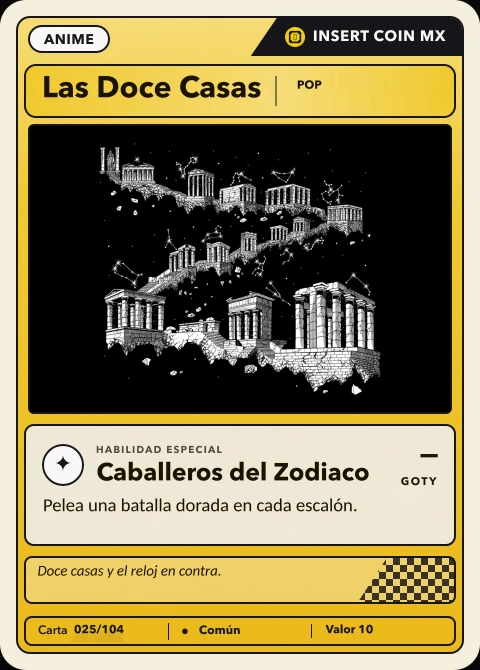 ANIME
INSERT COIN MX
Las Doce Casas
POP
HABILIDAD ESPECIAL
Caballeros del Zodiaco
—
GOTY
Pelea una batalla dorada en cada escalón.
Doce casas y el reloj en contra.
Carta 025/104
● Común
Valor 10